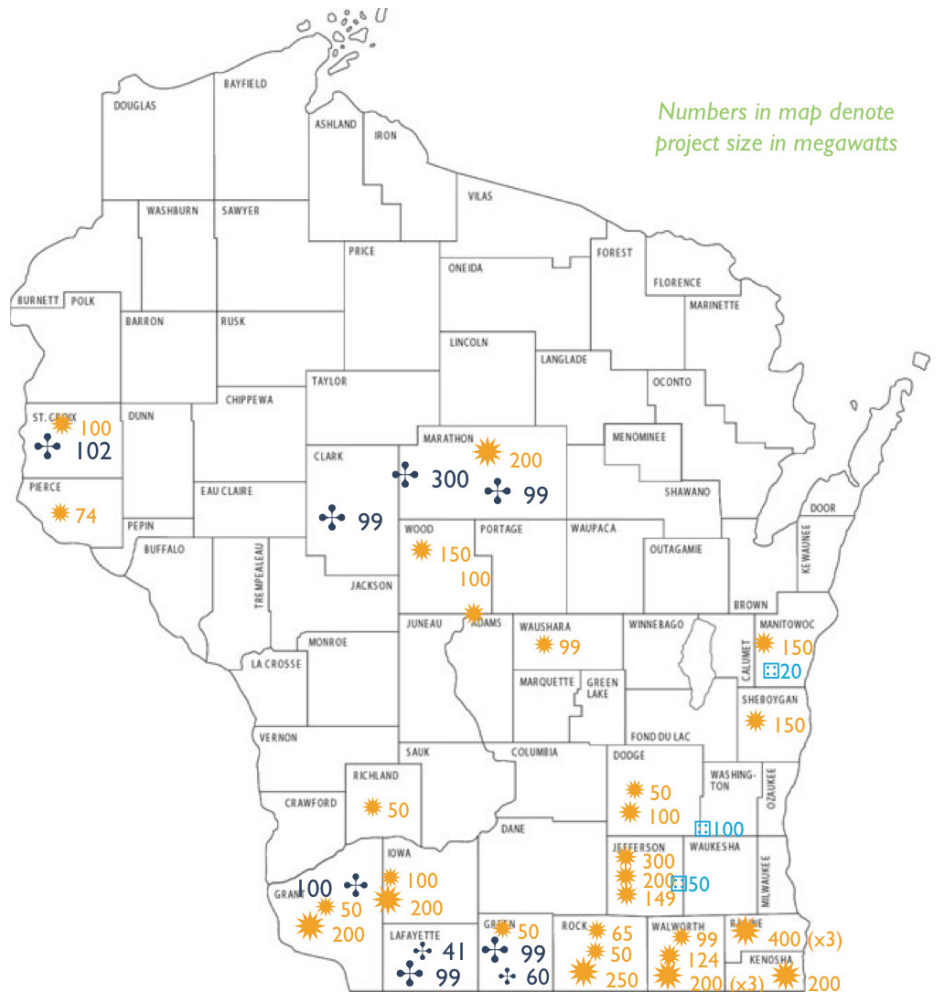 BAYFIELD
DOUGLAS
Numbers in map denote
project size in megawatts
ASHLAND
IRON
VILAS
WASHBURN
SAWYER
PRICE
FOREST
ONEIDA
FLORENCE
BURNETT
POLK
MARINETTE
BARRON
RUSK
LINCOLN
LANGLADE
TAYLOR
OCONTO
CHIPPEWA
ST. CROIX
100
102
DUNN
MARATHON
200
300
99
MENOMINEE
CLARK
99
PIERCE
74
EAU CLAIRE
SHAWANO
DOOR
PEPIN
WOOD
150
PORTAGE
100
WAUPACA
BUFFALO
OUTAGAMIE
KEWAUNEE
TREMPEALEAU
JACKSON
BROWN
JUNEAU
ADAMS
WAUSHARA
99
WINNEBAGO
CALUMET
MANITOWOC
150
20
MONROE
LA CROSSE
MARQUETTE
GREEN
LAKE
SHEBOYGAN
150
VERNON
FOND DU LAC
SAUK
COLUMBIA
DODGE
50
100
WASHING-
TON
100
OZAUKEE
RICHLAND
50
CRAWFORD
DANE
IOWA
100
200
JEFFERSON
300
200
149
50
WAUKESHA
MILWAUKEE
GRANT
100
50
200
LAFAYETTE
41
99
GREEN
50
99
60
ROCK
65
50
250
WALWORTH
99
124
200 (x3)
RACINE
400 (x3)
KENOSHA
200